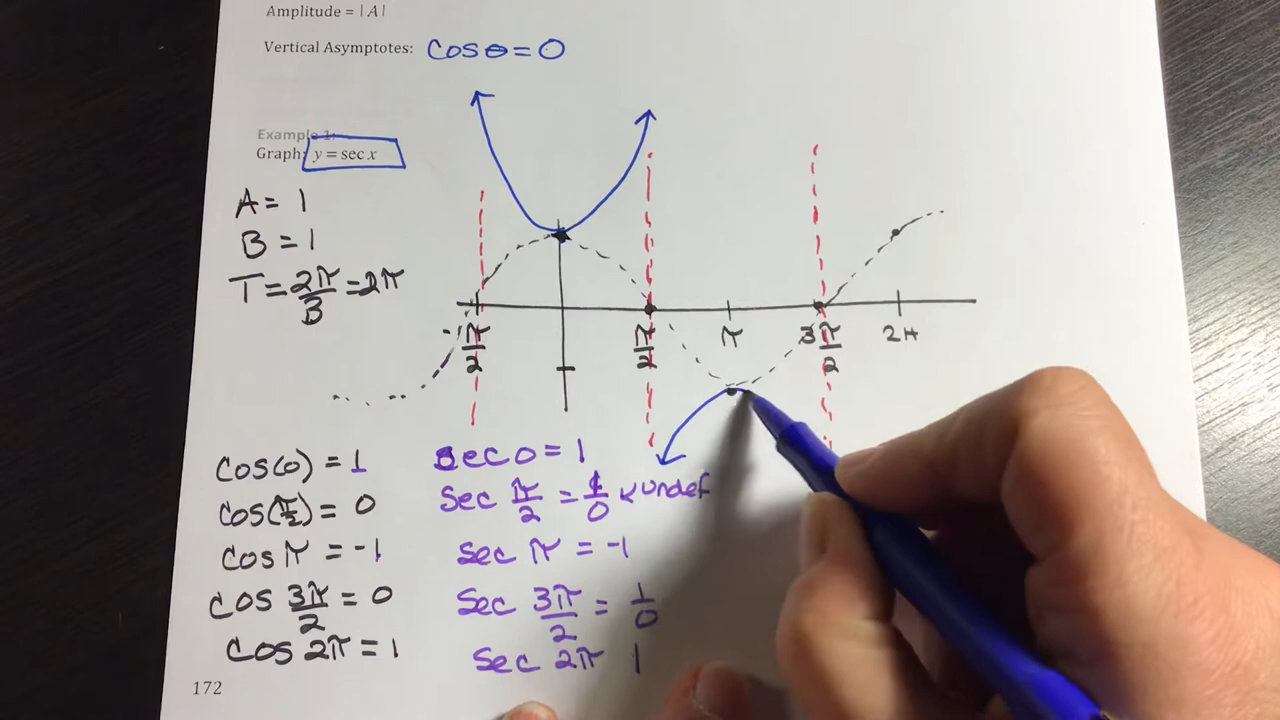 Amplitude = |A|
Vertical Asymptotes: cos θ = 0
Example 1:
Graph: y = sec x
A = 1
B = 1
T = 2π/B = 2π
-π/2 π/2 π 3π/2 2π
cos(0) = 1 sec 0 = 1
cos(π/2) = 0 sec π/2 = 1/0 < undef
cos π = -1 sec π = -1
cos 3π/2 = 0 sec 3π/2 = 1/0
cos 2π = 1 sec 2π 1
172